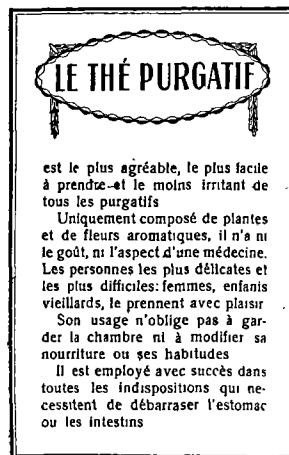 LE THÉ PURGATIF
est le plus agréable, le plus facile
à prendre et le moins irritant de
tous les purgatifs
Uniquement composé de plantes
et de fleurs aromatiques, il n'a ni
le goût, ni l'aspect d'une médecine.
Les personnes les plus délicates et
les plus difficiles: femmes, enfants
vieillards, le prennent avec plaisir
Son usage n'oblige pas à gar-
der la chambre ni à modifier sa
nourriture ou ses habitudes
Il est employé avec succès dans
toutes les indispositions qui ne-
cessitent de débarraser l'estomac
ou les intestins